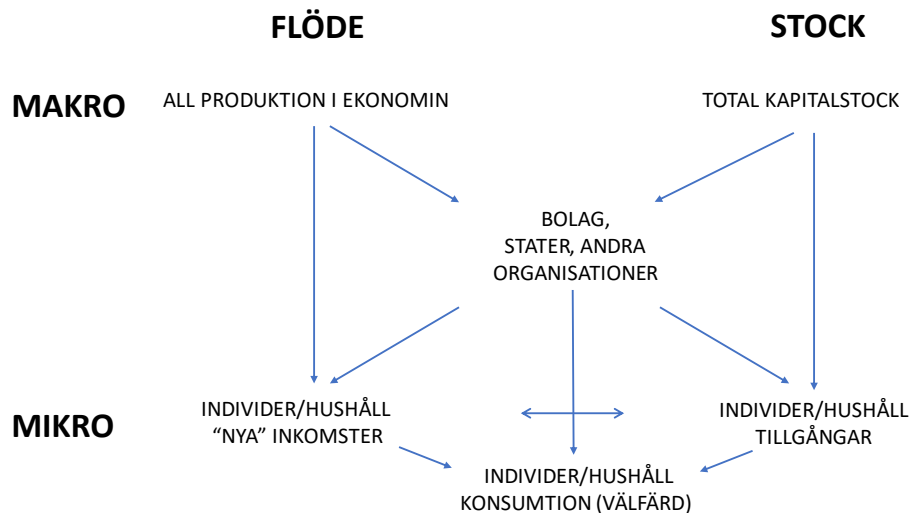 FLÖDE
STOCK
MAKRO
ALL PRODUKTION I EKONOMIN
TOTAL KAPITALSTOCK
BOLAG,
STATER, ANDRA
ORGANISATIONER
MIKRO
INDIVIDER/HUSHÅLL
“NYA” INKOMSTER
INDIVIDER/HUSHÅLL
TILLGÅNGAR
INDIVIDER/HUSHÅLL
KONSUMTION (VÄLFÄRD)